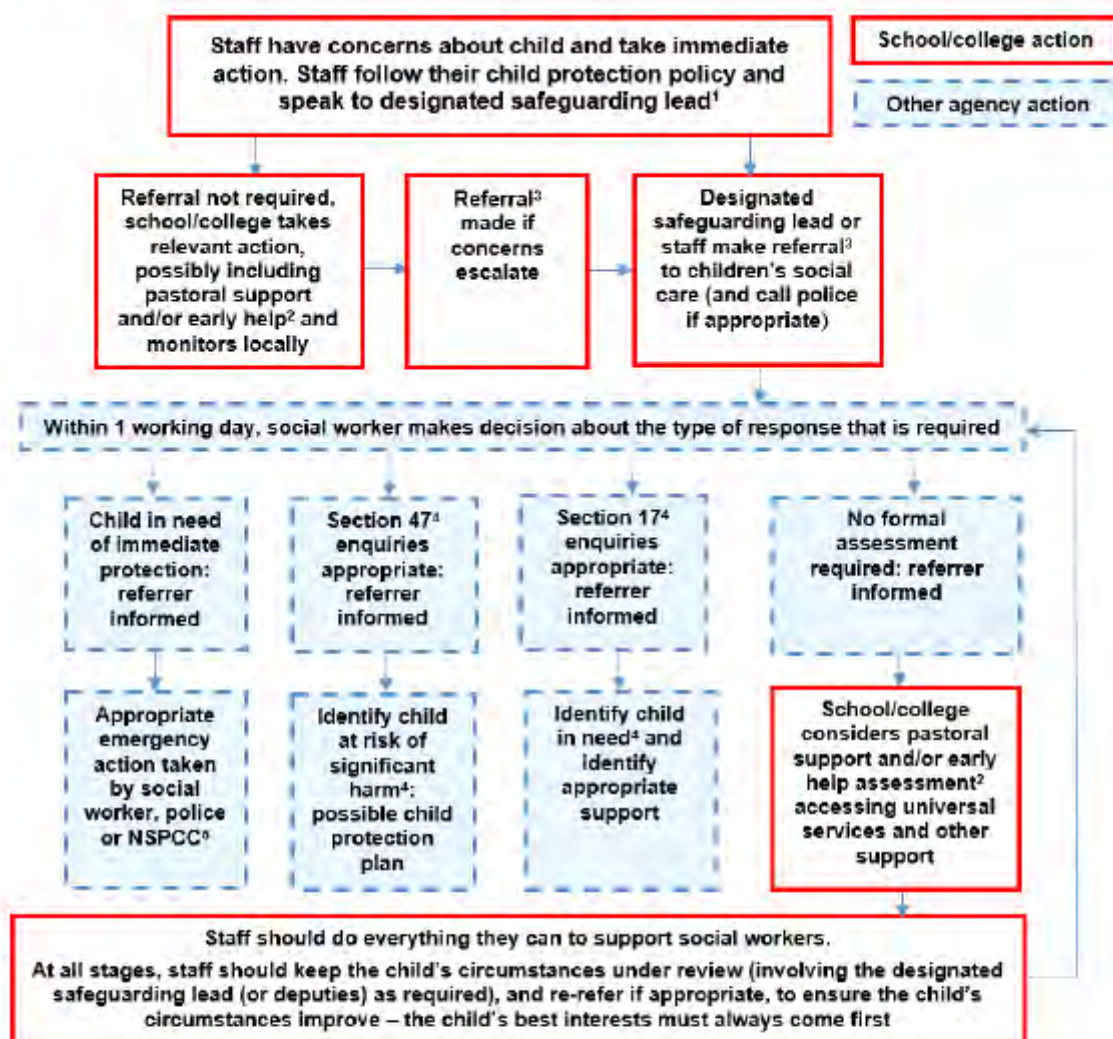 Staff have concerns about child and take immediate
action. Staff follow their child protection policy and
speak to designated safeguarding lead¹
School/college action
Other agency action
Referral not required,
school/college takes
relevant action,
possibly including
pastoral support
and/or early help² and
monitors locally
Referral³
made if
concerns
escalate
Designated
safeguarding lead or
staff make referral³
to children's social
care (and call police
if appropriate)
Within 1 working day, social worker makes decision about the type of response that is required
Child in need
of immediate
protection:
referrer
informed
Section 47⁴
enquiries
appropriate:
referrer
informed
Section 17⁴
enquiries
appropriate:
referrer
informed
No formal
assessment
required: referrer
informed
Appropriate
emergency
action taken
by social
worker, police
or NSPCC⁵
Identify child
at risk of
significant
harm⁴:
possible child
protection
plan
Identify child
in need⁴ and
identify
appropriate
support
School/college
considers pastoral
support and/or early
help assessment²
accessing universal
services and other
support
Staff should do everything they can to support social workers.
At all stages, staff should keep the child's circumstances under review (involving the designated
safeguarding lead (or deputies) as required), and re-refer if appropriate, to ensure the child's
circumstances improve – the child's best interests must always come first